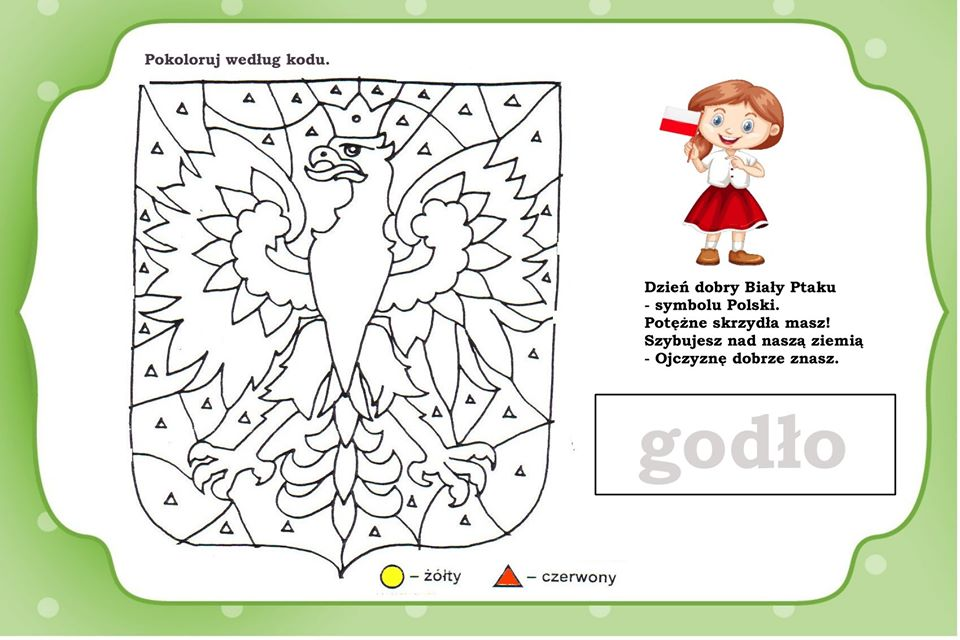 Pokoloruj według kodu.
Dzień dobry Biały Ptaku
- symbolu Polski.
Potężne skrzydła masz!
Szybujesz nad naszą ziemią
- Ojczyznę dobrze znasz.
godło
– żółty – czerwony